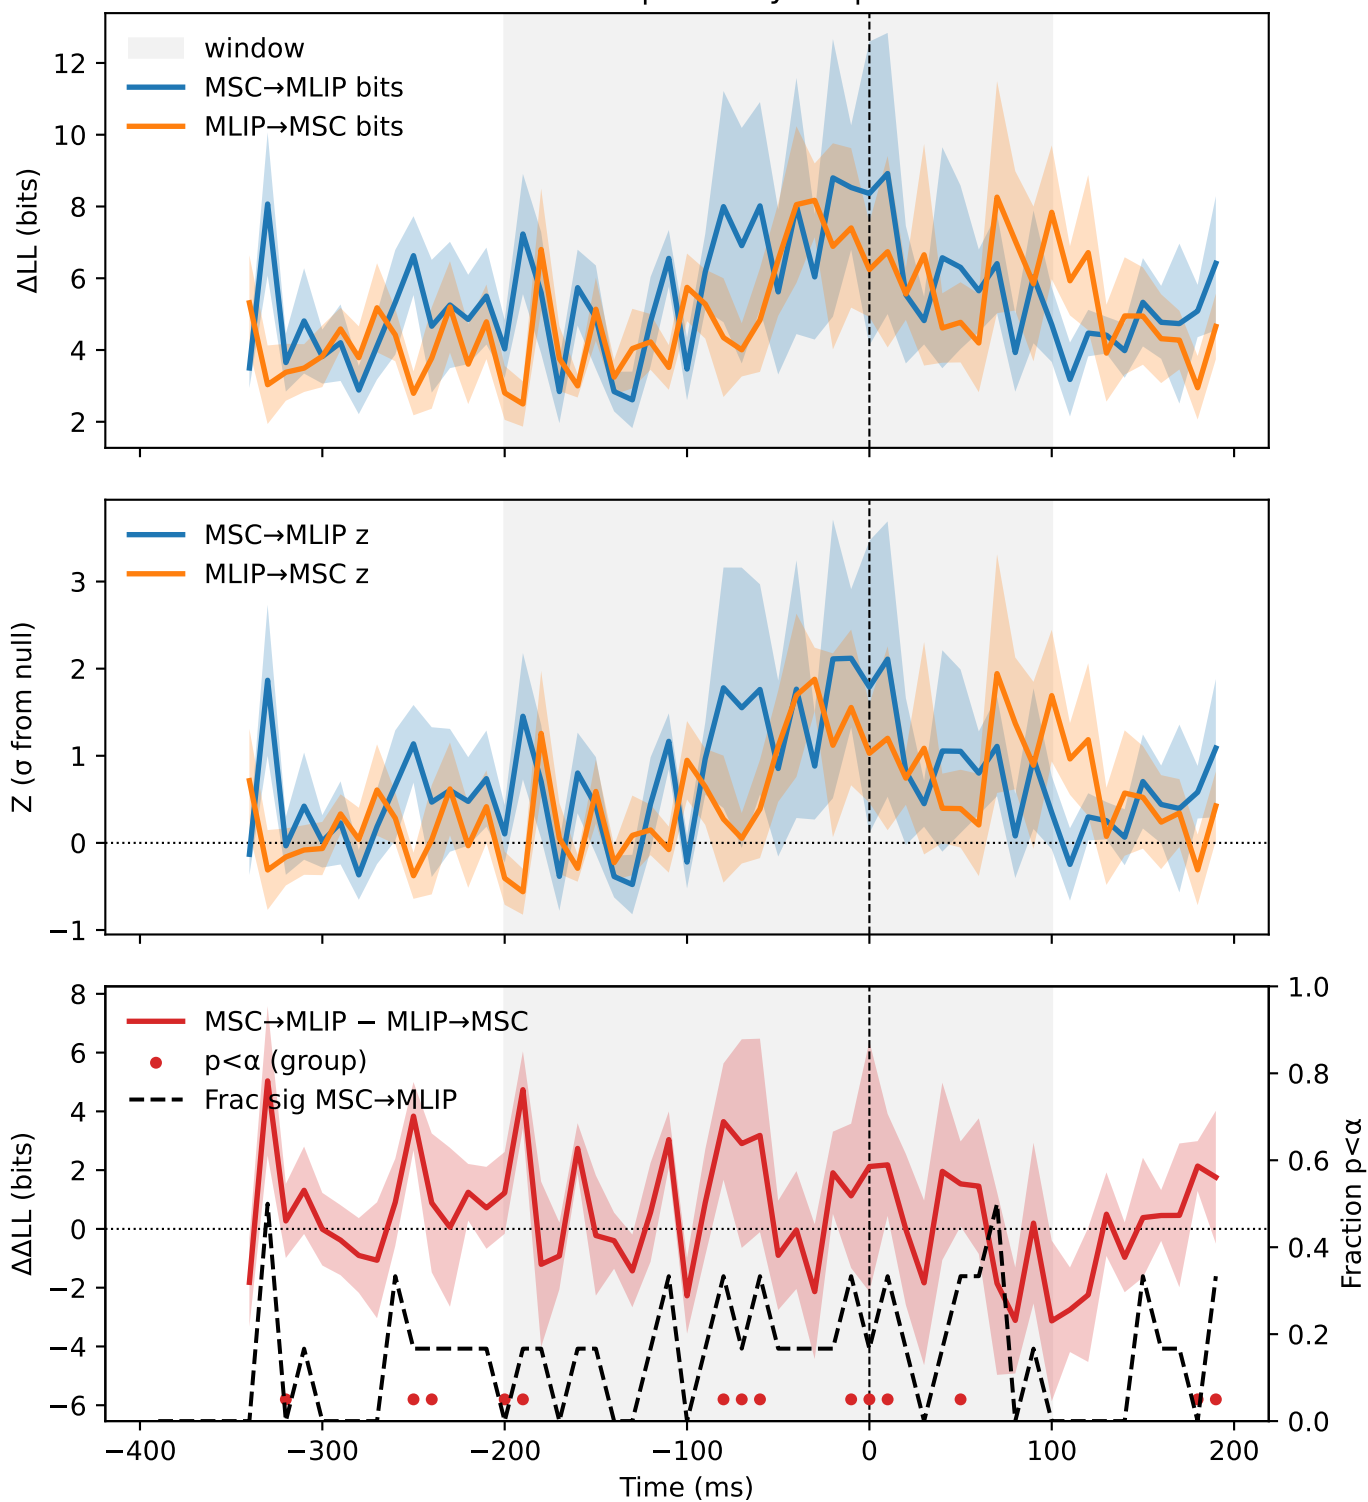 window
MSC→MLIP bits
MLIP→MSC bits
12
10
8
6
4
2
ΔLL (bits)
MSC→MLIP z
MLIP→MSC z
3
2
1
0
−1
Z (σ from null)
MSC→MLIP − MLIP→MSC
p<α (group)
Frac sig MSC→MLIP
8
6
4
2
0
−2
−4
−6
ΔΔLL (bits)
1.0
0.8
0.6
0.4
0.2
0.0
Fraction p<α
−400 −300 −200 −100 0 100 200
Time (ms)